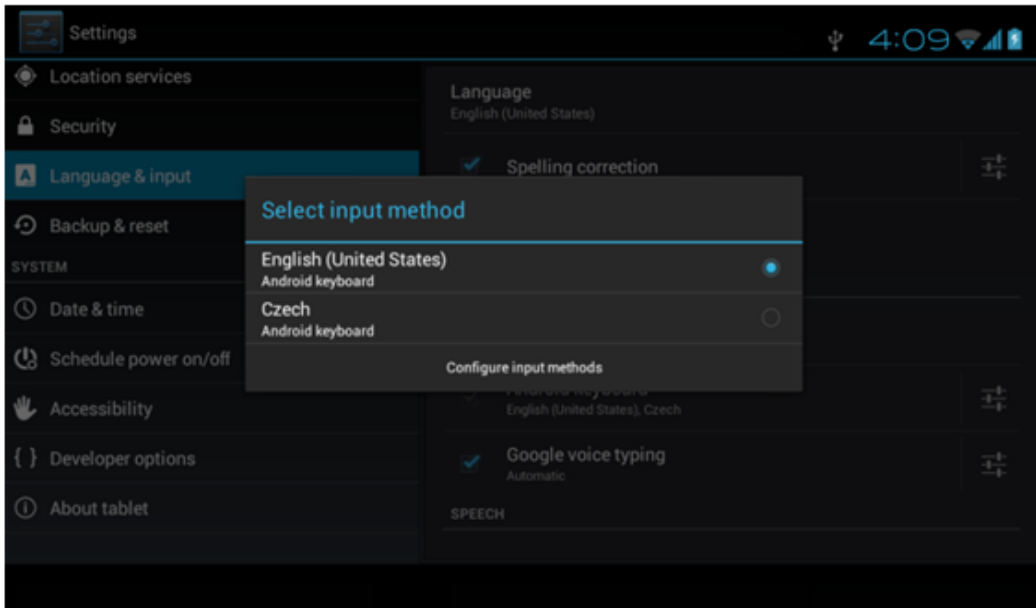 Settings
4:09
Location services
Security
Language & input
Backup & reset
SYSTEM
Date & time
Schedule power on/off
Accessibility
{ } Developer options
About tablet
Language
English (United States)
Spelling correction
Select input method
English (United States)
Android keyboard
Czech
Android keyboard
Configure input methods
Android keyboard
English (United States), Czech
Google voice typing
Automatic
SPEECH